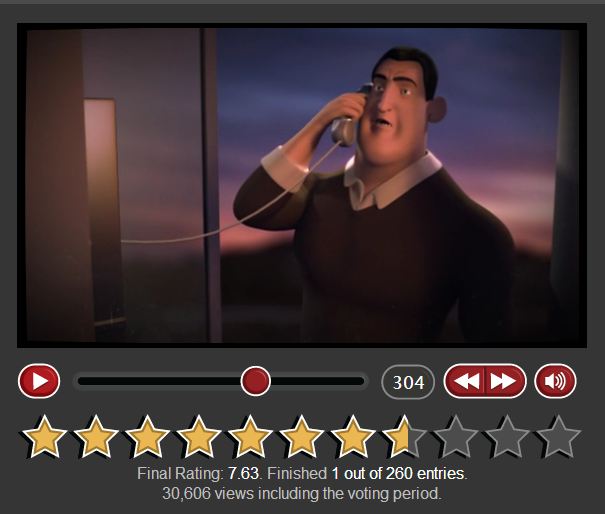 304
Final Rating: 7.63. Finished 1 out of 260 entries.
30,606 views including the voting period.